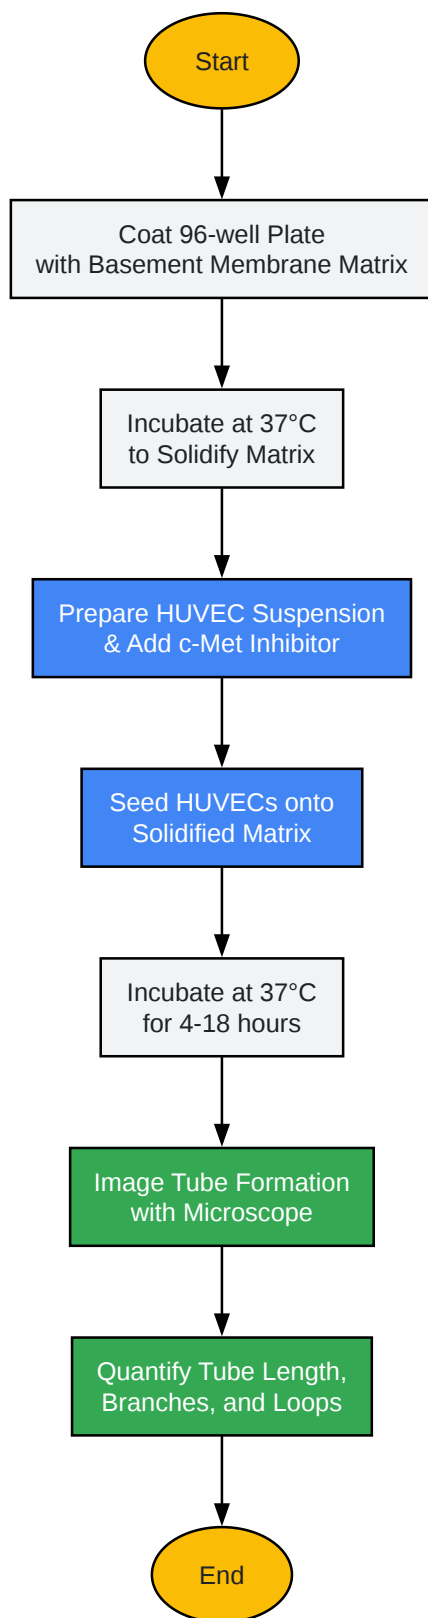 Start
Coat 96-well Plate
with Basement Membrane Matrix
Incubate at 37°C
to Solidify Matrix
Prepare HUVEC Suspension
& Add c-Met Inhibitor
Seed HUVECs onto
Solidified Matrix
Incubate at 37°C
for 4-18 hours
Image Tube Formation
with Microscope
Quantify Tube Length,
Branches, and Loops
End